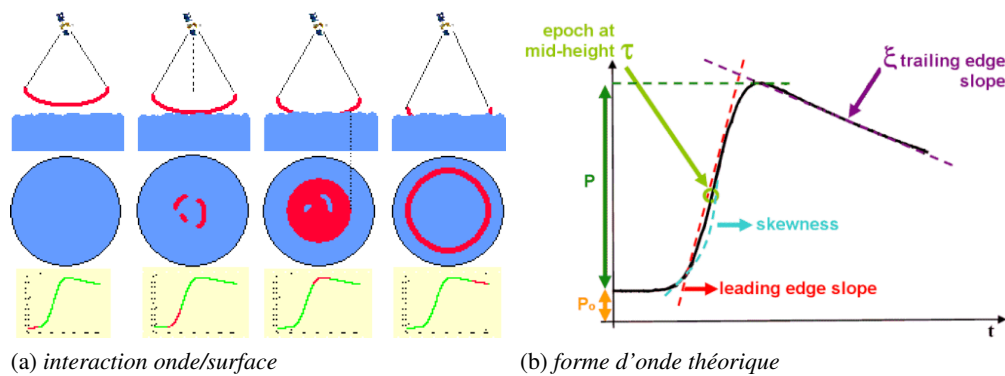 epoch at
mid-height τ
ξ trailing edge
slope
P
skewness
leading edge slope
Po
t
(a) interaction onde/surface
(b) forme d'onde théorique